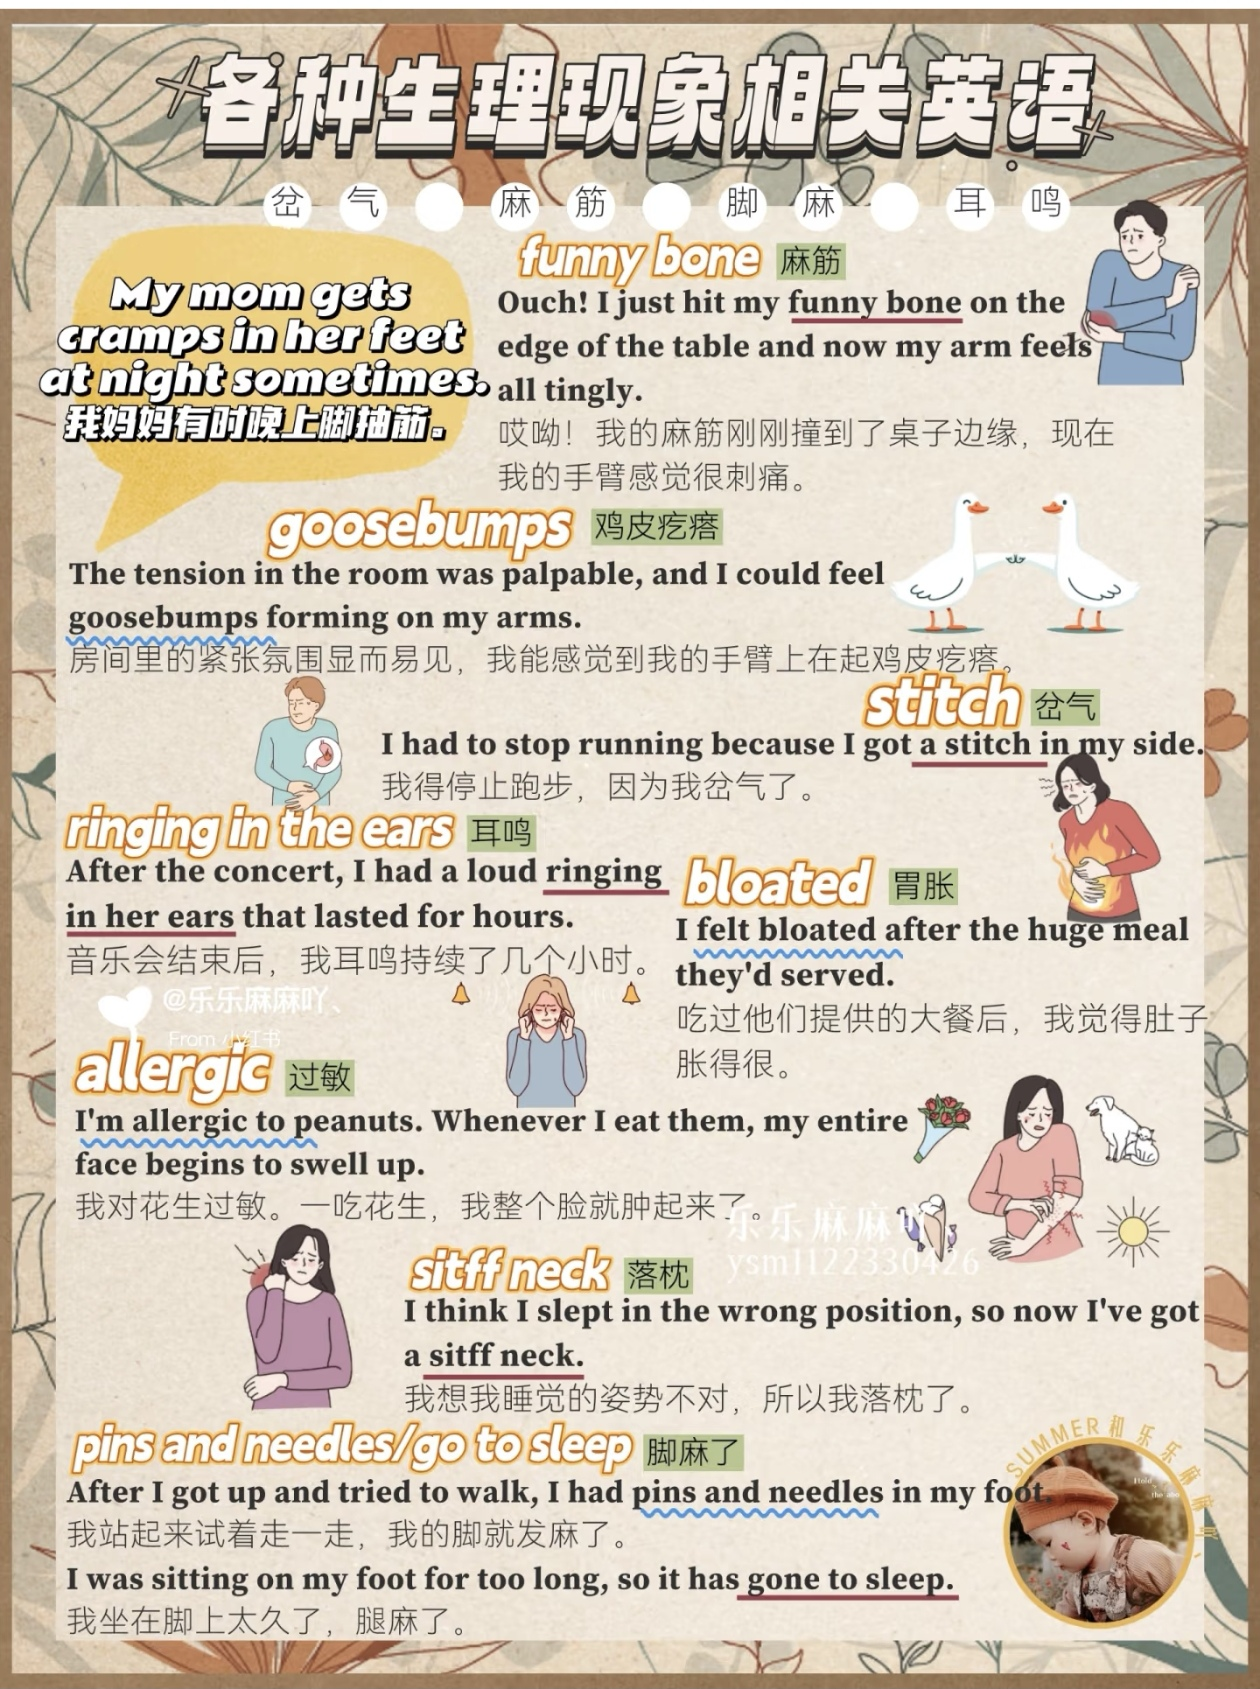 各种生理现象相关英语
岔气 麻筋 脚麻 耳鸣
My mom gets
cramps in her feet
at night sometimes.
我妈妈有时晚上脚抽筋。
funny bone 麻筋
Ouch! I just hit my funny bone on the
edge of the table and now my arm feels
all tingly.
哎呦！我的麻筋刚刚撞到了桌子边缘，现在
我的手臂感觉很刺痛。
goosebumps 鸡皮疙瘩
The tension in the room was palpable, and I could feel
goosebumps forming on my arms.
房间里的紧张氛围显而易见，我能感觉到我的手臂上在起鸡皮疙瘩。
stitch 岔气
I had to stop running because I got a stitch in my side.
我得停止跑步，因为我岔气了。
ringing in the ears 耳鸣
After the concert, I had a loud ringing
in her ears that lasted for hours.
音乐会结束后，我耳鸣持续了几个小时。
bloated 胃胀
I felt bloated after the huge meal
they'd served.
吃过他们提供的大餐后，我觉得肚子
胀得很。
@乐乐麻麻吖、
From 小红书
allergic 过敏
I'm allergic to peanuts. Whenever I eat them, my entire
face begins to swell up.
我对花生过敏。一吃花生，我整个脸就肿起来了。
乐乐麻麻吖
ysm1122330426
sitff neck 落枕
I think I slept in the wrong position, so now I've got
a sitff neck.
我想我睡觉的姿势不对，所以我落枕了。
pins and needles/go to sleep 脚麻了
After I got up and tried to walk, I had pins and needles in my foot.
我站起来试着走一走，我的脚就发麻了。
I was sitting on my foot for too long, so it has gone to sleep.
我坐在脚上太久了，腿麻了。
SUMMER和乐乐麻麻吖、